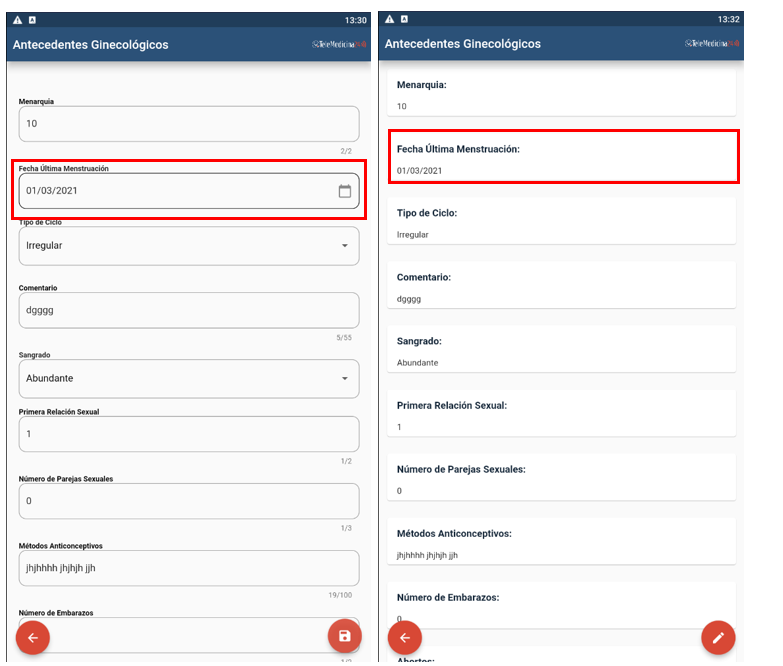 13:30
Antecedentes Ginecológicos
TeleMedicina24
Menarquia
10
2/2
Fecha Última Menstruación
01/03/2021
Tipo de Ciclo
Irregular
Comentario
dgggg
5/55
Sangrado
Abundante
Primera Relación Sexual
1
1/2
Número de Parejas Sexuales
0
1/3
Métodos Anticonceptivos
jhjhhhh jhjhjh jjh
19/100
Número de Embarazos
1/2
13:32
Antecedentes Ginecológicos
TeleMedicina24
Menarquia:
10
Fecha Última Menstruación:
01/03/2021
Tipo de Ciclo:
Irregular
Comentario:
dgggg
Sangrado:
Abundante
Primera Relación Sexual:
1
Número de Parejas Sexuales:
0
Métodos Anticonceptivos:
jhjhhhh jhjhjh jjh
Número de Embarazos:
0
Abortos: